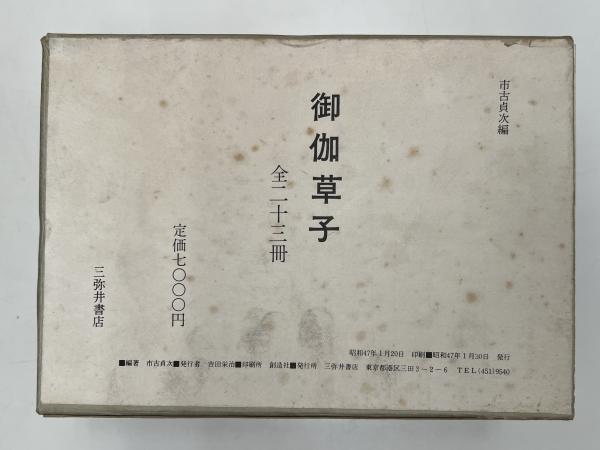 市古貞次編
御伽草子
全二十三冊
定価七〇〇〇円
三弥井書店
昭和47年1月20日 印刷■昭和47年1月30日 発行
■編著 市古貞次■発行者 吉田栄治■印刷所 創造社■発行所 三弥井書店 東京都港区三田3-2-6 TEL(451)9540